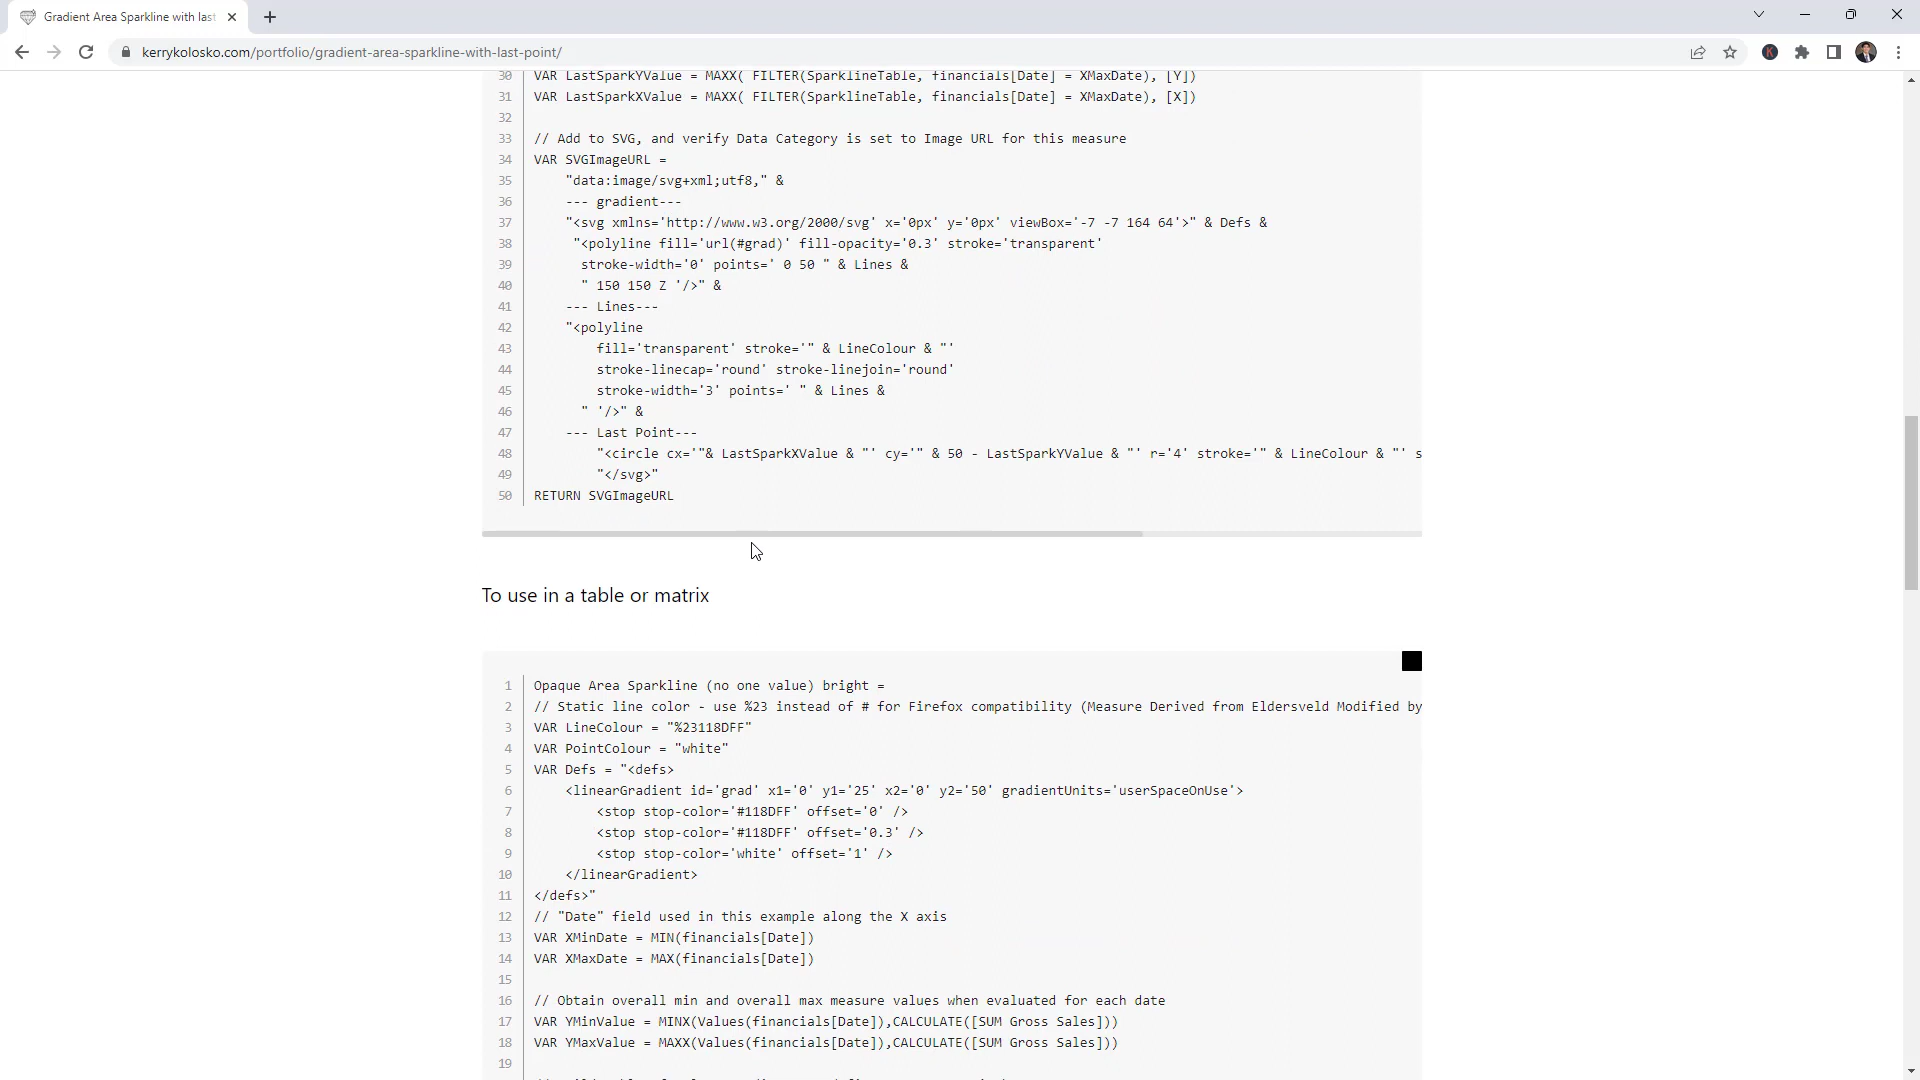 Gradient Area Sparkline with last
kerrykolosko.com/portfolio/gradient-area-sparkline-with-last-point/
K
30 VAR LastSparkYValue = MAXX( FILTER(SparklineTable, financials[Date] = XMaxDate), [Y])
31 VAR LastSparkXValue = MAXX( FILTER(SparklineTable, financials[Date] = XMaxDate), [X])
32
33 // Add to SVG, and verify Data Category is set to Image URL for this measure
34 VAR SVGImageURL =
35 "data:image/svg+xml;utf8," &
36 --- gradient---
37 "<svg xmlns='http://www.w3.org/2000/svg' x='0px' y='0px' viewBox='-7 -7 164 64'>" & Defs &
38 "<polyline fill='url(#grad)' fill-opacity='0.3' stroke='transparent'
39 stroke-width='0' points=' 0 50 " & Lines &
40 " 150 150 Z '/>" &
41 --- Lines---
42 "<polyline
43 fill='transparent' stroke='" & LineColour & "'
44 stroke-linecap='round' stroke-linejoin='round'
45 stroke-width='3' points=' " & Lines &
46 " '/>" &
47 --- Last Point---
48 "<circle cx='"& LastSparkXValue & "' cy='" & 50 - LastSparkYValue & "' r='4' stroke='" & LineColour & "' s
49 "</svg>"
50 RETURN SVGImageURL
To use in a table or matrix
1 Opaque Area Sparkline (no one value) bright =
2 // Static line color - use %23 instead of # for Firefox compatibility (Measure Derived from Eldersveld Modified by
3 VAR LineColour = "%23118DFF"
4 VAR PointColour = "white"
5 VAR Defs = "<defs>
6 <linearGradient id='grad' x1='0' y1='25' x2='0' y2='50' gradientUnits='userSpaceOnUse'>
7 <stop stop-color='#118DFF' offset='0' />
8 <stop stop-color='#118DFF' offset='0.3' />
9 <stop stop-color='white' offset='1' />
10 </linearGradient>
11 </defs>"
12 // "Date" field used in this example along the X axis
13 VAR XMinDate = MIN(financials[Date])
14 VAR XMaxDate = MAX(financials[Date])
15
16 // Obtain overall min and overall max measure values when evaluated for each date
17 VAR YMinValue = MINX(Values(financials[Date]),CALCULATE([SUM Gross Sales]))
18 VAR YMaxValue = MAXX(Values(financials[Date]),CALCULATE([SUM Gross Sales]))
19